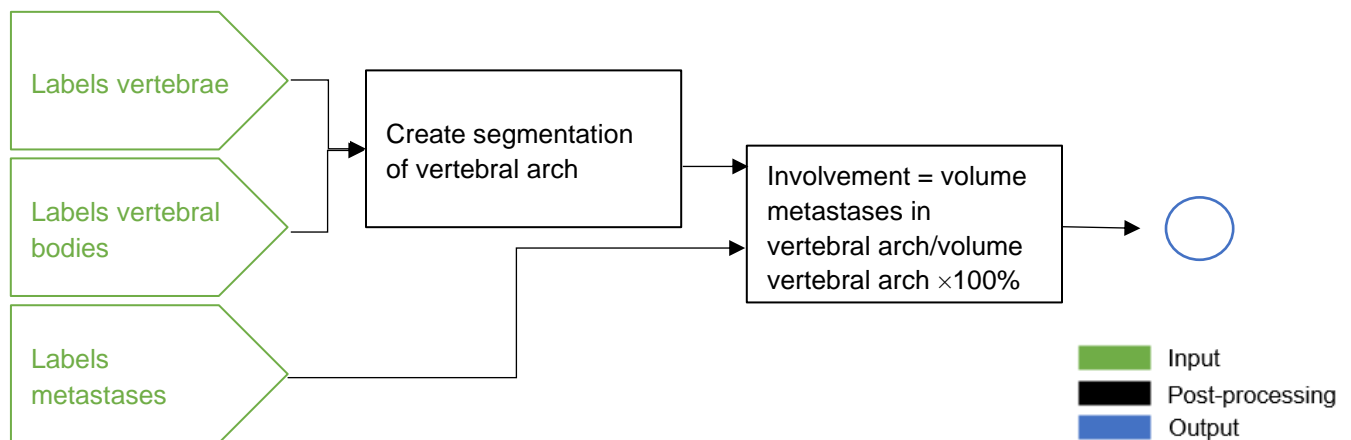 Labels vertebrae
Create segmentation
of vertebral arch
Labels vertebral
bodies
Involvement = volume
metastases in
vertebral arch/volume
vertebral arch ×100%
Labels
metastases
Input
Post-processing
Output